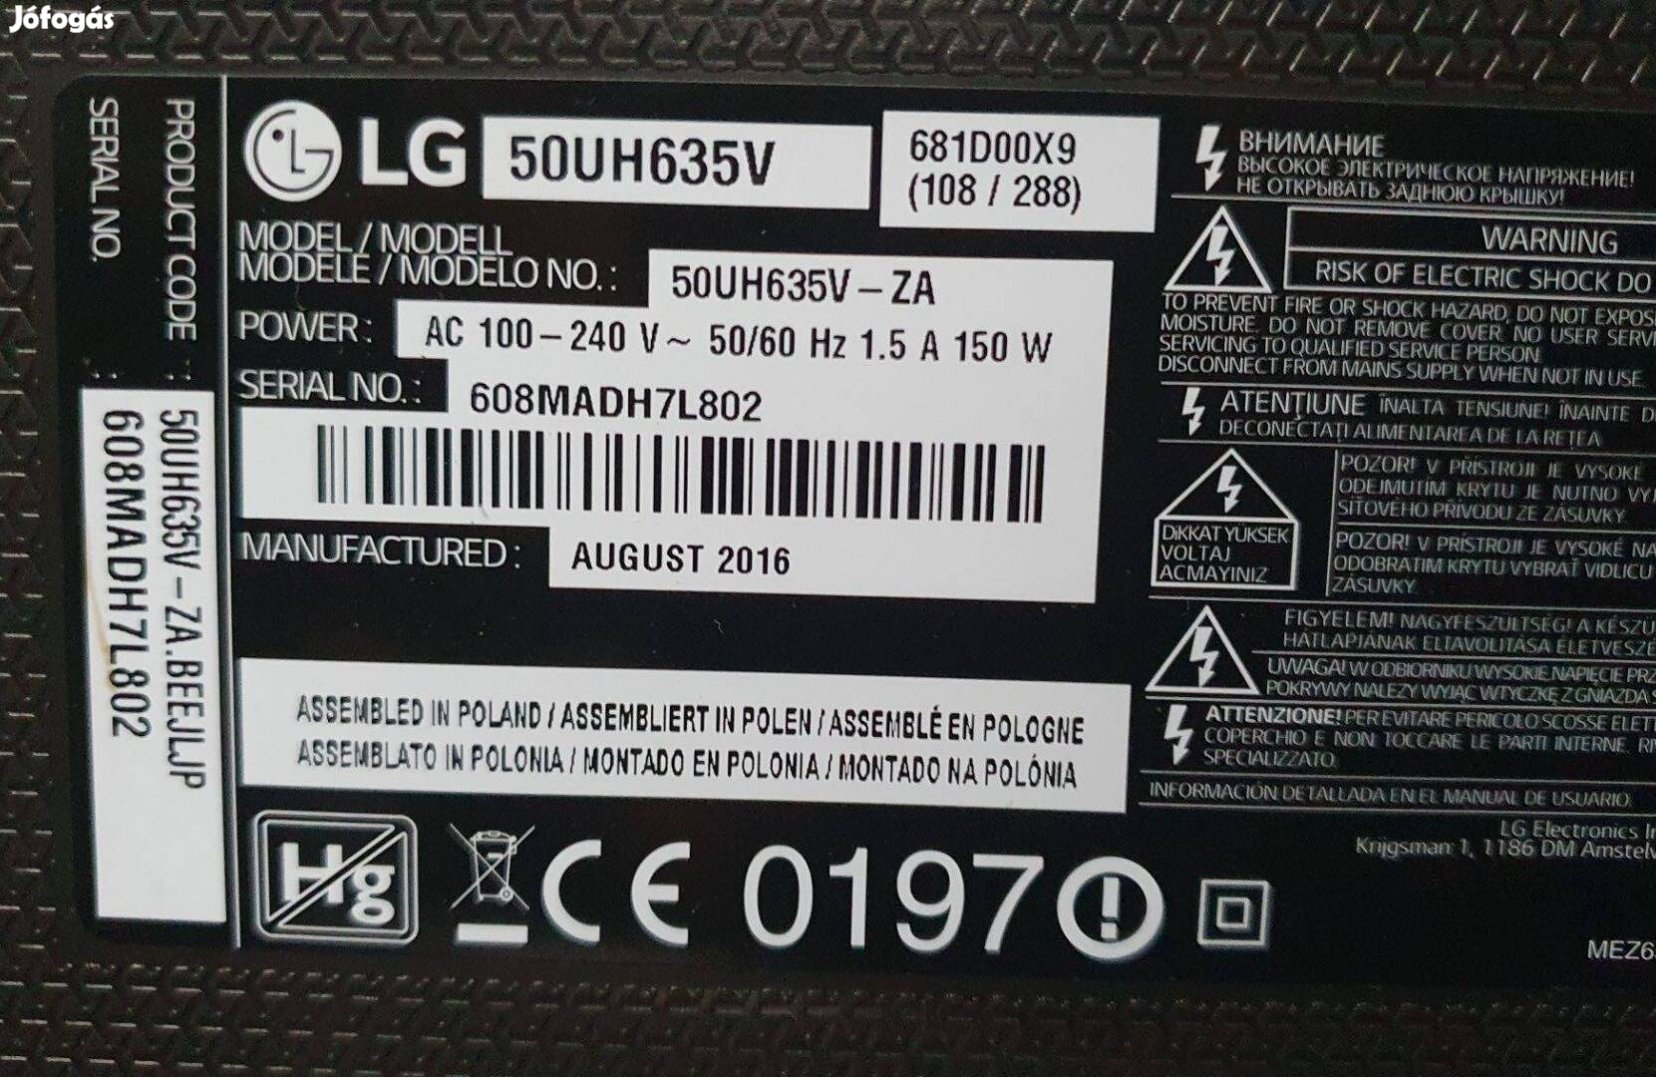 Jófogás
SERIAL NO. : 608MADH7L802
PRODUCT CODE : 50UH635V-ZA.BEEJLJP
LG 50UH635V
681D00X9
(108 / 288)
MODEL / MODELL
MODÈLE / MODELO NO. : 50UH635V-ZA
POWER : AC 100-240 V~ 50/60 Hz 1.5 A 150 W
SERIAL NO. : 608MADH7L802
MANUFACTURED : AUGUST 2016
ASSEMBLED IN POLAND / ASSEMBLIERT IN POLEN / ASSEMBLÉ EN POLOGNE
ASSEMBLATO IN POLONIA / MONTADO EN POLONIA / MONTADO NA POLÓNIA
Hg
CE 0197
ВНИМАНИЕ
ВЫСОКОЕ ЭЛЕКТРИЧЕСКОЕ НАПРЯЖЕНИЕ!
НЕ ОТКРЫВАТЬ ЗАДНЮЮ КРЫШКУ!
WARNING
RISK OF ELECTRIC SHOCK DO
TO PREVENT FIRE OR SHOCK HAZARD, DO NOT EXPOS
MOISTURE. DO NOT REMOVE COVER. NO USER SERVI
SERVICING TO QUALIFIED SERVICE PERSON.
DISCONNECT FROM MAINS SUPPLY WHEN NOT IN USE.
ATENȚIUNE ÎNALTA TENSIUNE! ÎNAINTE D
DECONECTAȚI ALIMENTAREA DE LA REȚEA
DİKKAT YÜKSEK
VOLTAJ
AÇMAYINIZ
POZOR! V PŘÍSTROJI JE VYSOKÉ
ODEJMUTÍM KRYTU JE NUTNO VYJ
SÍŤOVÉHO PŘÍVODU ZE ZÁSUVKY
POZOR! V PRÍSTROJI JE VYSOKÉ NA
ODOBRATÍM KRYTU VYBRAŤ VIDLICU
ZÁSUVKY
FIGYELEM! NAGYFESZÜLTSÉG! A KÉSZÜ
HÁTLAPJÁNAK ELTÁVOLÍTÁSA ÉLETVESZÉ
UWAGA! W ODBIORNIKU WYSOKIE NAPIĘCIE PRZ
POKRYWY NALEŻY WYJĄĆ WTYCZKĘ Z GNIAZDA S
ATTENZIONE! PER EVITARE PERICOLO SCOSSE ELETT
COPERCHIO E NON TOCCARE LE PARTI INTERNE. RI
SPECIALIZZATO.
INFORMACIÓN DETALLADA EN EL MANUAL DE USUARIO.
LG Electronics I
Krijgsman 1, 1186 DM Amstelv
MEZ6